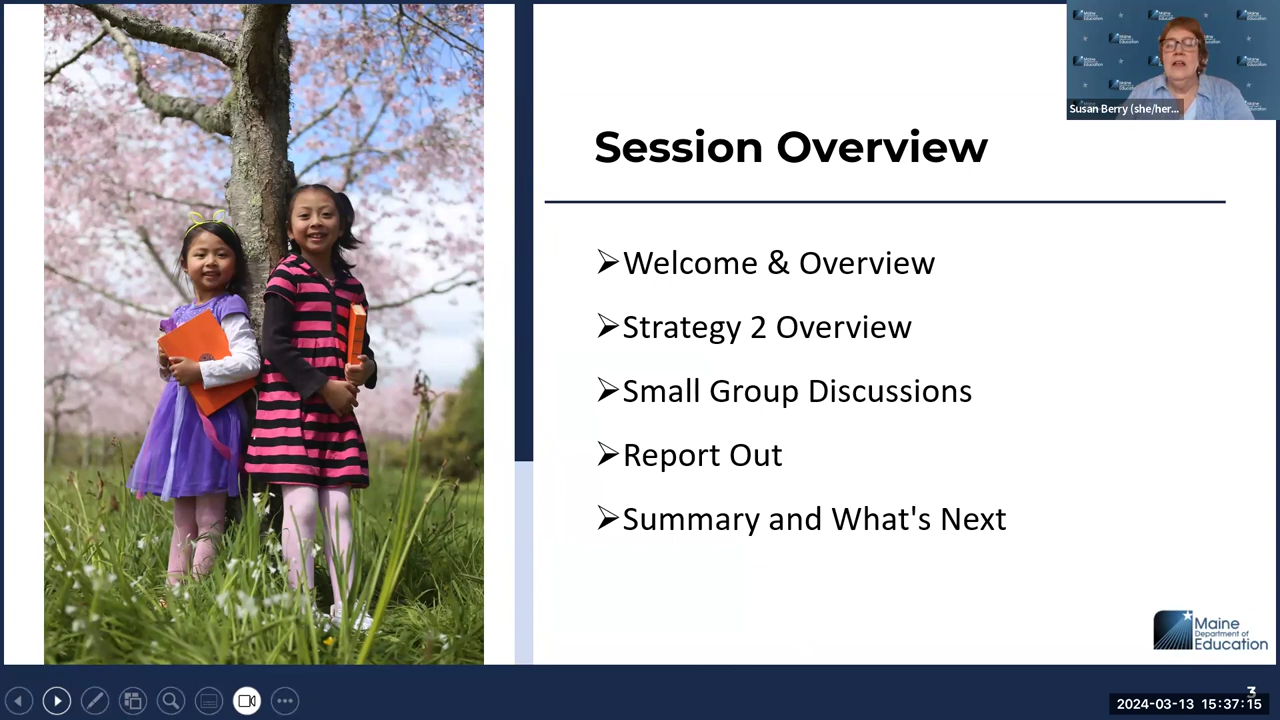 Session Overview
➢Welcome & Overview
➢Strategy 2 Overview
➢Small Group Discussions
➢Report Out
➢Summary and What's Next
Susan Berry (she/her...
Maine
Department of
Education
3
2024-03-13 15:37:15